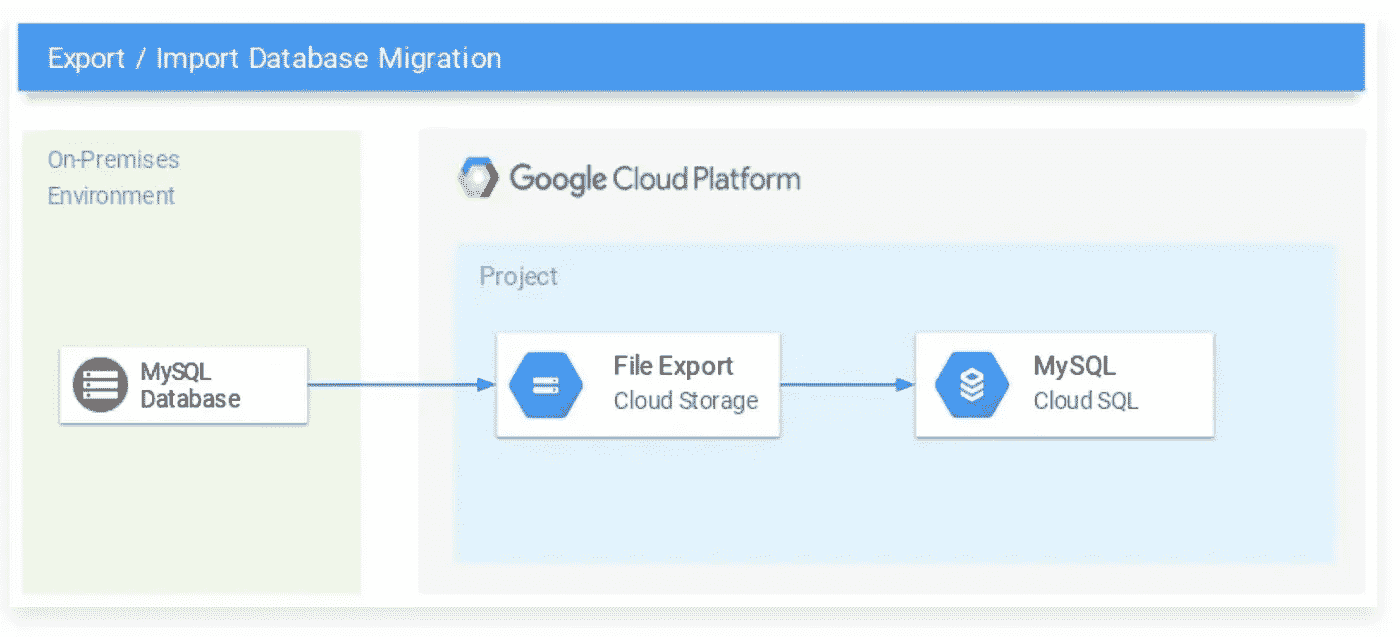 Export / Import Database Migration
On-Premises
Environment
Google Cloud Platform
Project
MySQL
Database
File Export
Cloud Storage
MySQL
Cloud SQL